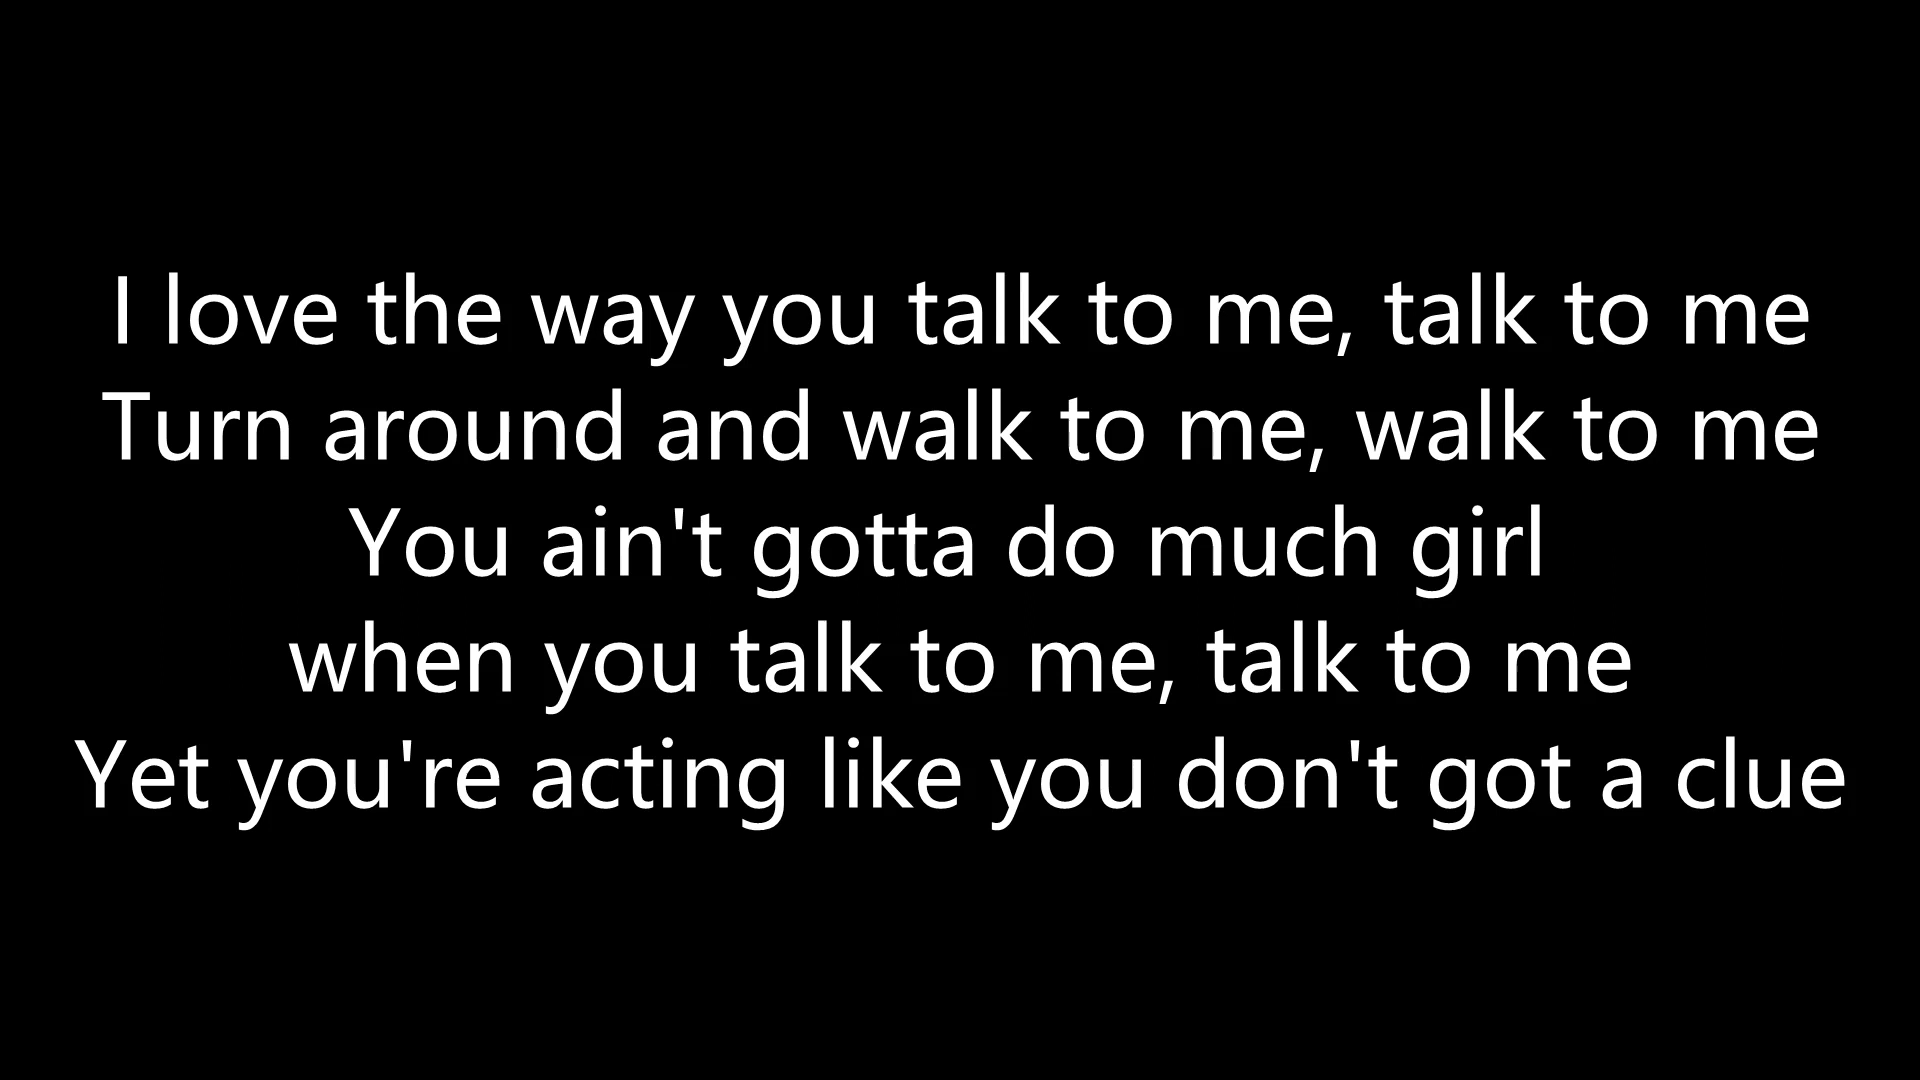 I love the way you talk to me, talk to me
Turn around and walk to me, walk to me
You ain't gotta do much girl
when you talk to me, talk to me
Yet you're acting like you don't got a clue